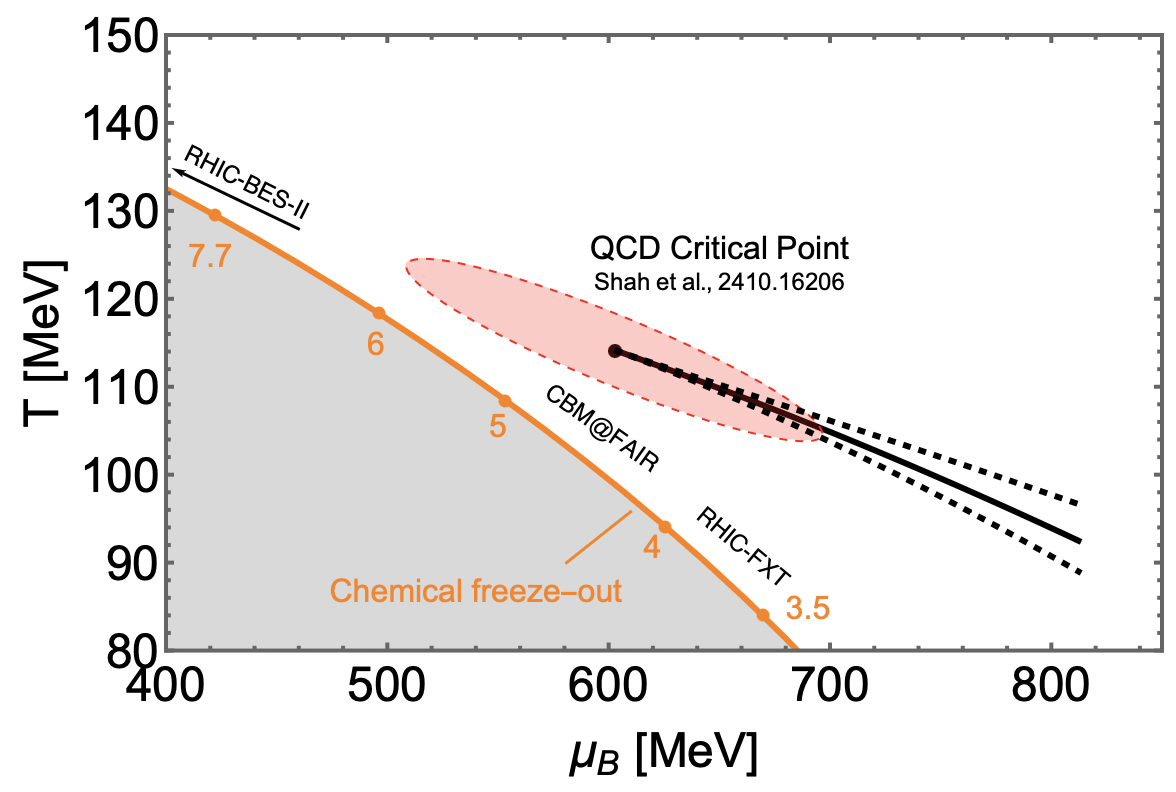 150
140
130
120
110
100
90
80
T [MeV]
RHIC-BES-II
7.7
6
5
4
3.5
QCD Critical Point
Shah et al., 2410.16206
CBM@FAIR
RHIC-FXT
Chemical freeze–out
400
500
600
700
800
μB [MeV]